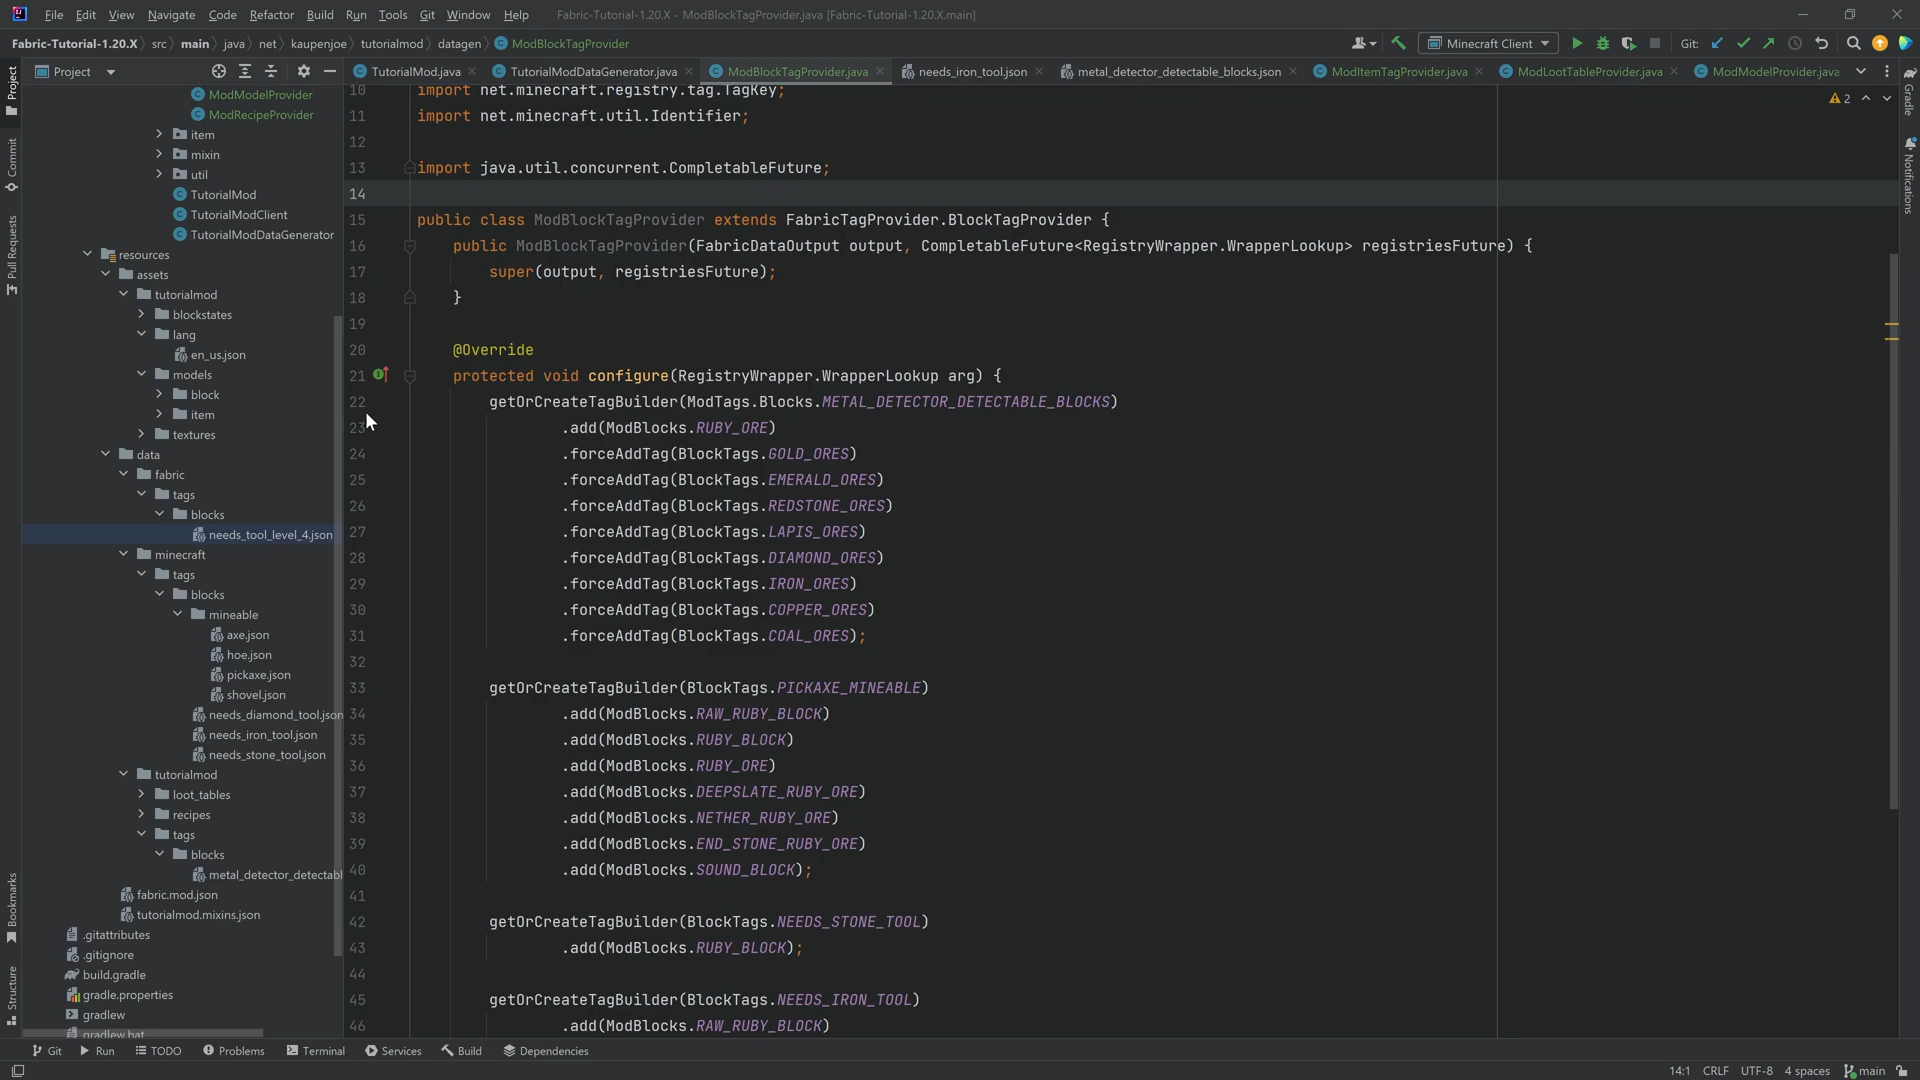 File Edit View Navigate Code Refactor Build Run Tools Git Window Help Fabric-Tutorial-1.20.X - ModBlockTagProvider.java [Fabric-Tutorial-1.20.X.main]
Fabric-Tutorial-1.20.X src main java net kaupenjoe tutorialmod datagen ModBlockTagProvider Minecraft Client Git:
Project TutorialMod.java TutorialModDataGenerator.java ModBlockTagProvider.java needs_iron_tool.json metal_detector_detectable_blocks.json ModItemTagProvider.java ModLootTableProvider.java ModModelProvider.java
Project
Commit
Pull Requests
Bookmarks
Structure
ModModelProvider
ModRecipeProvider
item
mixin
util
TutorialMod
TutorialModClient
TutorialModDataGenerator
resources
assets
tutorialmod
blockstates
lang
en_us.json
models
block
item
textures
data
fabric
tags
blocks
needs_tool_level_4.json
minecraft
tags
blocks
mineable
axe.json
hoe.json
pickaxe.json
shovel.json
needs_diamond_tool.json
needs_iron_tool.json
needs_stone_tool.json
tutorialmod
loot_tables
recipes
tags
blocks
metal_detector_detectabl
fabric.mod.json
tutorialmod.mixins.json
.gitattributes
.gitignore
build.gradle
gradle.properties
gradlew
gradlew.bat
10 import net.minecraft.registry.tag.TagKey;
11 import net.minecraft.util.Identifier;
12
13 import java.util.concurrent.CompletableFuture;
14
15 public class ModBlockTagProvider extends FabricTagProvider.BlockTagProvider {
16 public ModBlockTagProvider(FabricDataOutput output, CompletableFuture<RegistryWrapper.WrapperLookup> registriesFuture) {
17 super(output, registriesFuture);
18 }
19
20 @Override
21 protected void configure(RegistryWrapper.WrapperLookup arg) {
22 getOrCreateTagBuilder(ModTags.Blocks.METAL_DETECTOR_DETECTABLE_BLOCKS)
23 .add(ModBlocks.RUBY_ORE)
24 .forceAddTag(BlockTags.GOLD_ORES)
25 .forceAddTag(BlockTags.EMERALD_ORES)
26 .forceAddTag(BlockTags.REDSTONE_ORES)
27 .forceAddTag(BlockTags.LAPIS_ORES)
28 .forceAddTag(BlockTags.DIAMOND_ORES)
29 .forceAddTag(BlockTags.IRON_ORES)
30 .forceAddTag(BlockTags.COPPER_ORES)
31 .forceAddTag(BlockTags.COAL_ORES);
32
33 getOrCreateTagBuilder(BlockTags.PICKAXE_MINEABLE)
34 .add(ModBlocks.RAW_RUBY_BLOCK)
35 .add(ModBlocks.RUBY_BLOCK)
36 .add(ModBlocks.RUBY_ORE)
37 .add(ModBlocks.DEEPSLATE_RUBY_ORE)
38 .add(ModBlocks.NETHER_RUBY_ORE)
39 .add(ModBlocks.END_STONE_RUBY_ORE)
40 .add(ModBlocks.SOUND_BLOCK);
41
42 getOrCreateTagBuilder(BlockTags.NEEDS_STONE_TOOL)
43 .add(ModBlocks.RUBY_BLOCK);
44
45 getOrCreateTagBuilder(BlockTags.NEEDS_IRON_TOOL)
46 .add(ModBlocks.RAW_RUBY_BLOCK)
2
Gradle
Notifications
Git Run TODO Problems Terminal Services Build Dependencies
14:1 CRLF UTF-8 4 spaces main